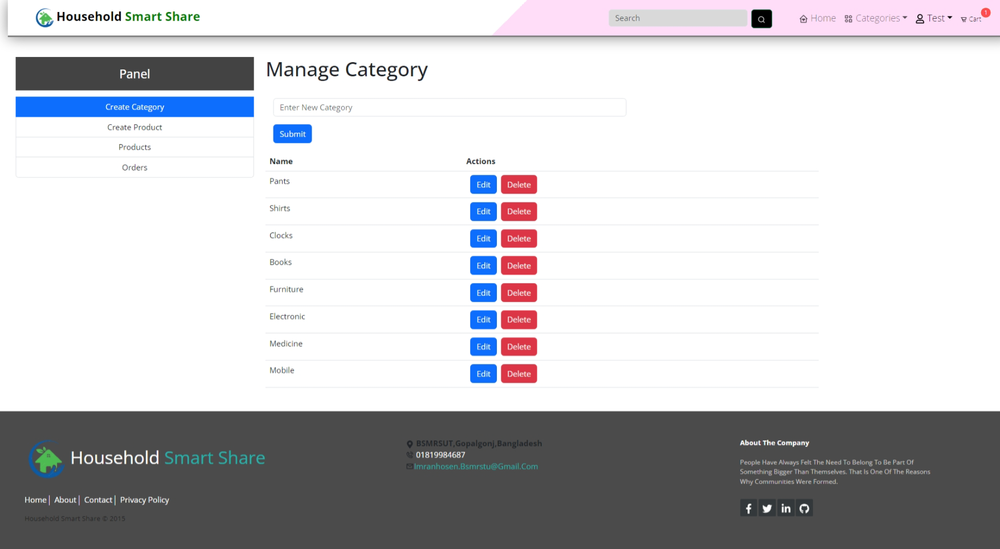 Household Smart Share
Search
Home
Categories
Test
Cart
1
Panel
Create Category
Create Product
Products
Orders
Manage Category
Enter New Category
Submit
Name Actions
Pants Edit Delete
Shirts Edit Delete
Clocks Edit Delete
Books Edit Delete
Furniture Edit Delete
Electronic Edit Delete
Medicine Edit Delete
Mobile Edit Delete
Household Smart Share
Home| About| Contact| Privacy Policy
Household Smart Share © 2015
BSMRSUT,Gopalgonj,Bangladesh
01819984687
Imranhosen.Bsmrstu@Gmail.Com
About The Company
People Have Always Felt The Need To Belong To Be Part Of
Something Bigger Than Themselves. That Is One Of The Reasons
Why Communities Were Formed.